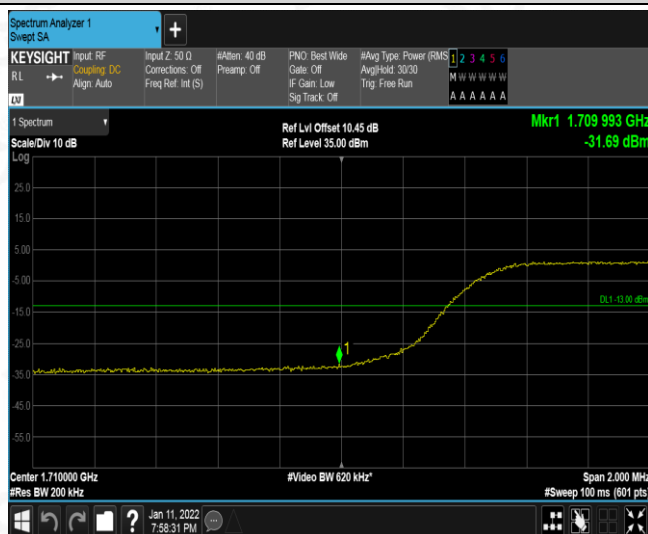 Spectrum Analyzer 1
Swept SA
+
KEYSIGHT
RL
Input: RF
Coupling: DC
Align: Auto
Input Z: 50 Ω
Corrections: Off
Freq Ref: Int (S)
#Atten: 40 dB
Preamp: Off
PNO: Best Wide
Gate: Off
IF Gain: Low
Sig Track: Off
#Avg Type: Power (RMS
Avg|Hold: 30/30
Trig: Free Run
1 2 3 4 5 6
M W W W W W
A A A A A A
1 Spectrum
Scale/Div 10 dB
Ref Lvl Offset 10.45 dB
Ref Level 35.00 dBm
Mkr1 1.709 993 GHz
-31.69 dBm
Log
25.0
15.0
5.00
-5.00
DL1 -13.00 dBm
-15.0
-25.0
1
-35.0
-45.0
-55.0
Center 1.710000 GHz
#Res BW 200 kHz
#Video BW 620 kHz*
Span 2.000 MHz
#Sweep 100 ms (601 pts)
?
Jan 11, 2022
7:58:31 PM